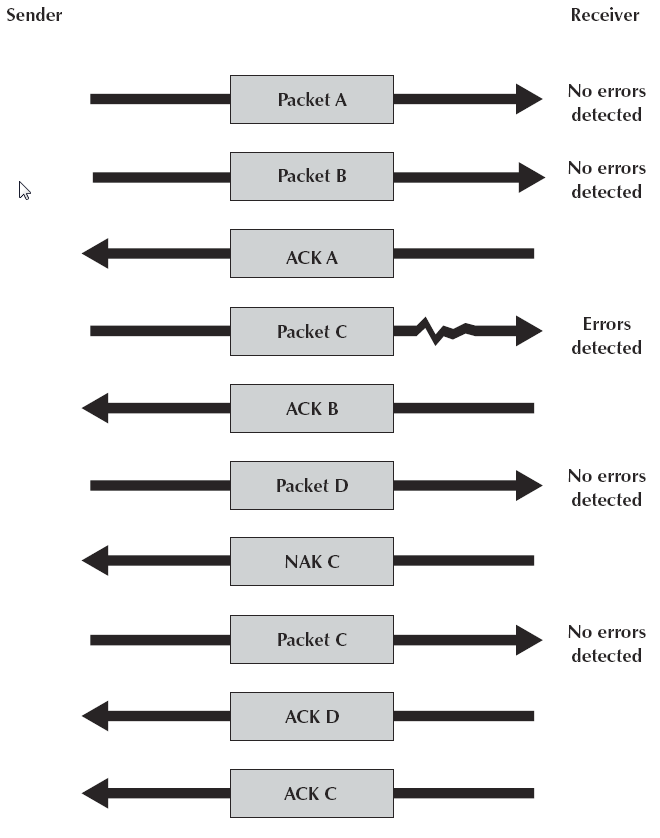 Sender Receiver
Packet A
No errors
detected
Packet B
No errors
detected
ACK A
Packet C
Errors
detected
ACK B
Packet D
No errors
detected
NAK C
Packet C
No errors
detected
ACK D
ACK C